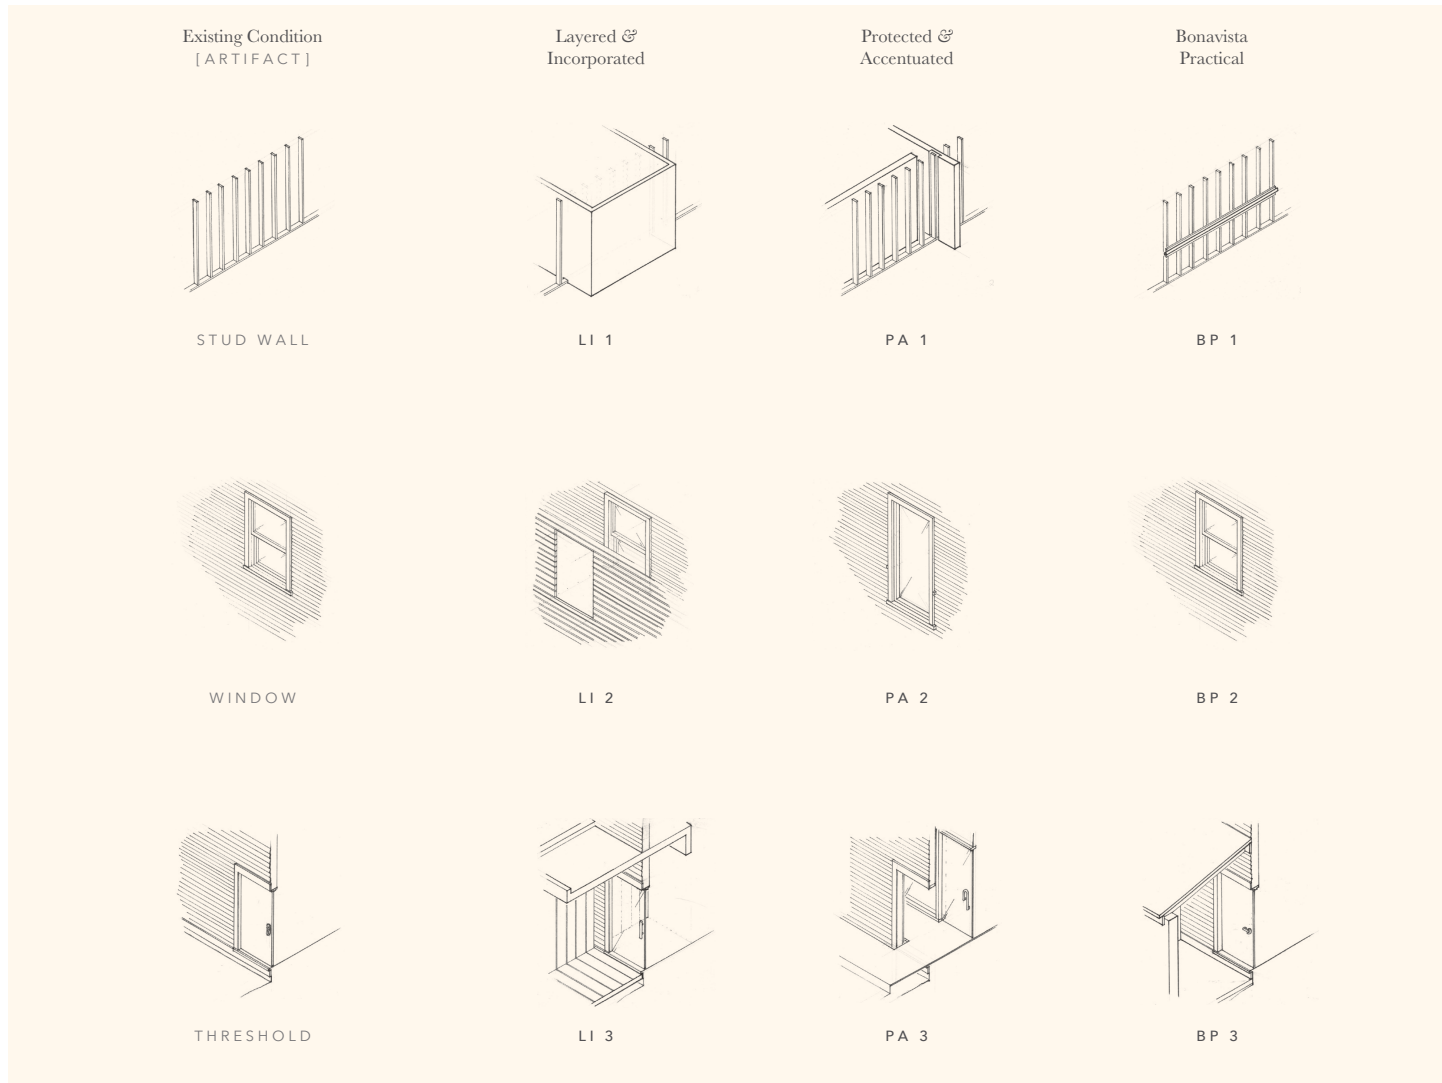 Existing Condition
[ARTIFACT]
Layered &
Incorporated
Protected &
Accentuated
Bonavista
Practical
STUD WALL
LI 1
PA 1
BP 1
WINDOW
LI 2
PA 2
BP 2
THRESHOLD
LI 3
PA 3
BP 3